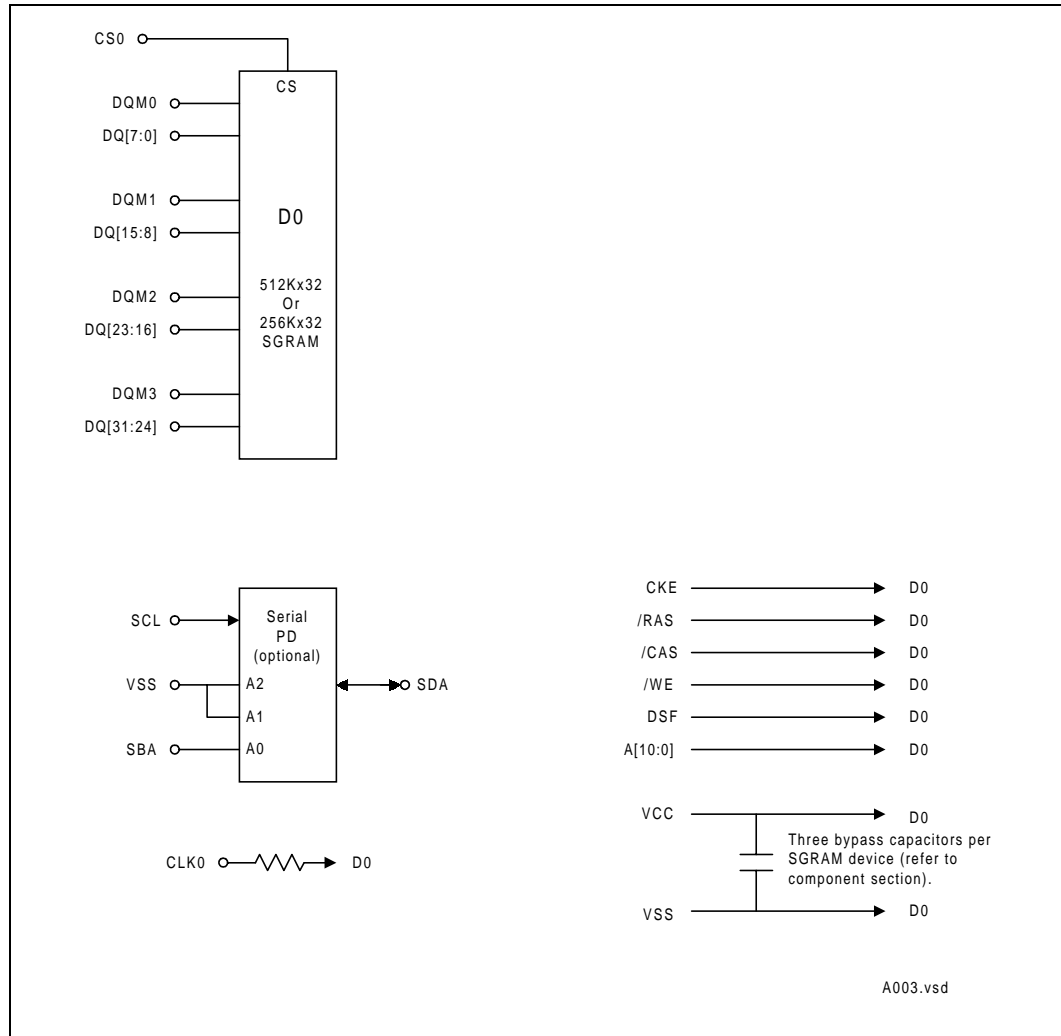 CS0
CS
DQM0
DQ[7:0]
DQM1
D0
DQ[15:8]
512Kx32
Or
256Kx32
SGRAM
DQM2
DQ[23:16]
DQM3
DQ[31:24]
SCL
Serial
PD
(optional)
VSS
A2
SDA
A1
SBA
A0
CLK0
D0
CKE
D0
/RAS
D0
/CAS
D0
/WE
D0
DSF
D0
A[10:0]
D0
VCC
D0
Three bypass capacitors per
SGRAM device (refer to
component section).
VSS
D0
A003.vsd